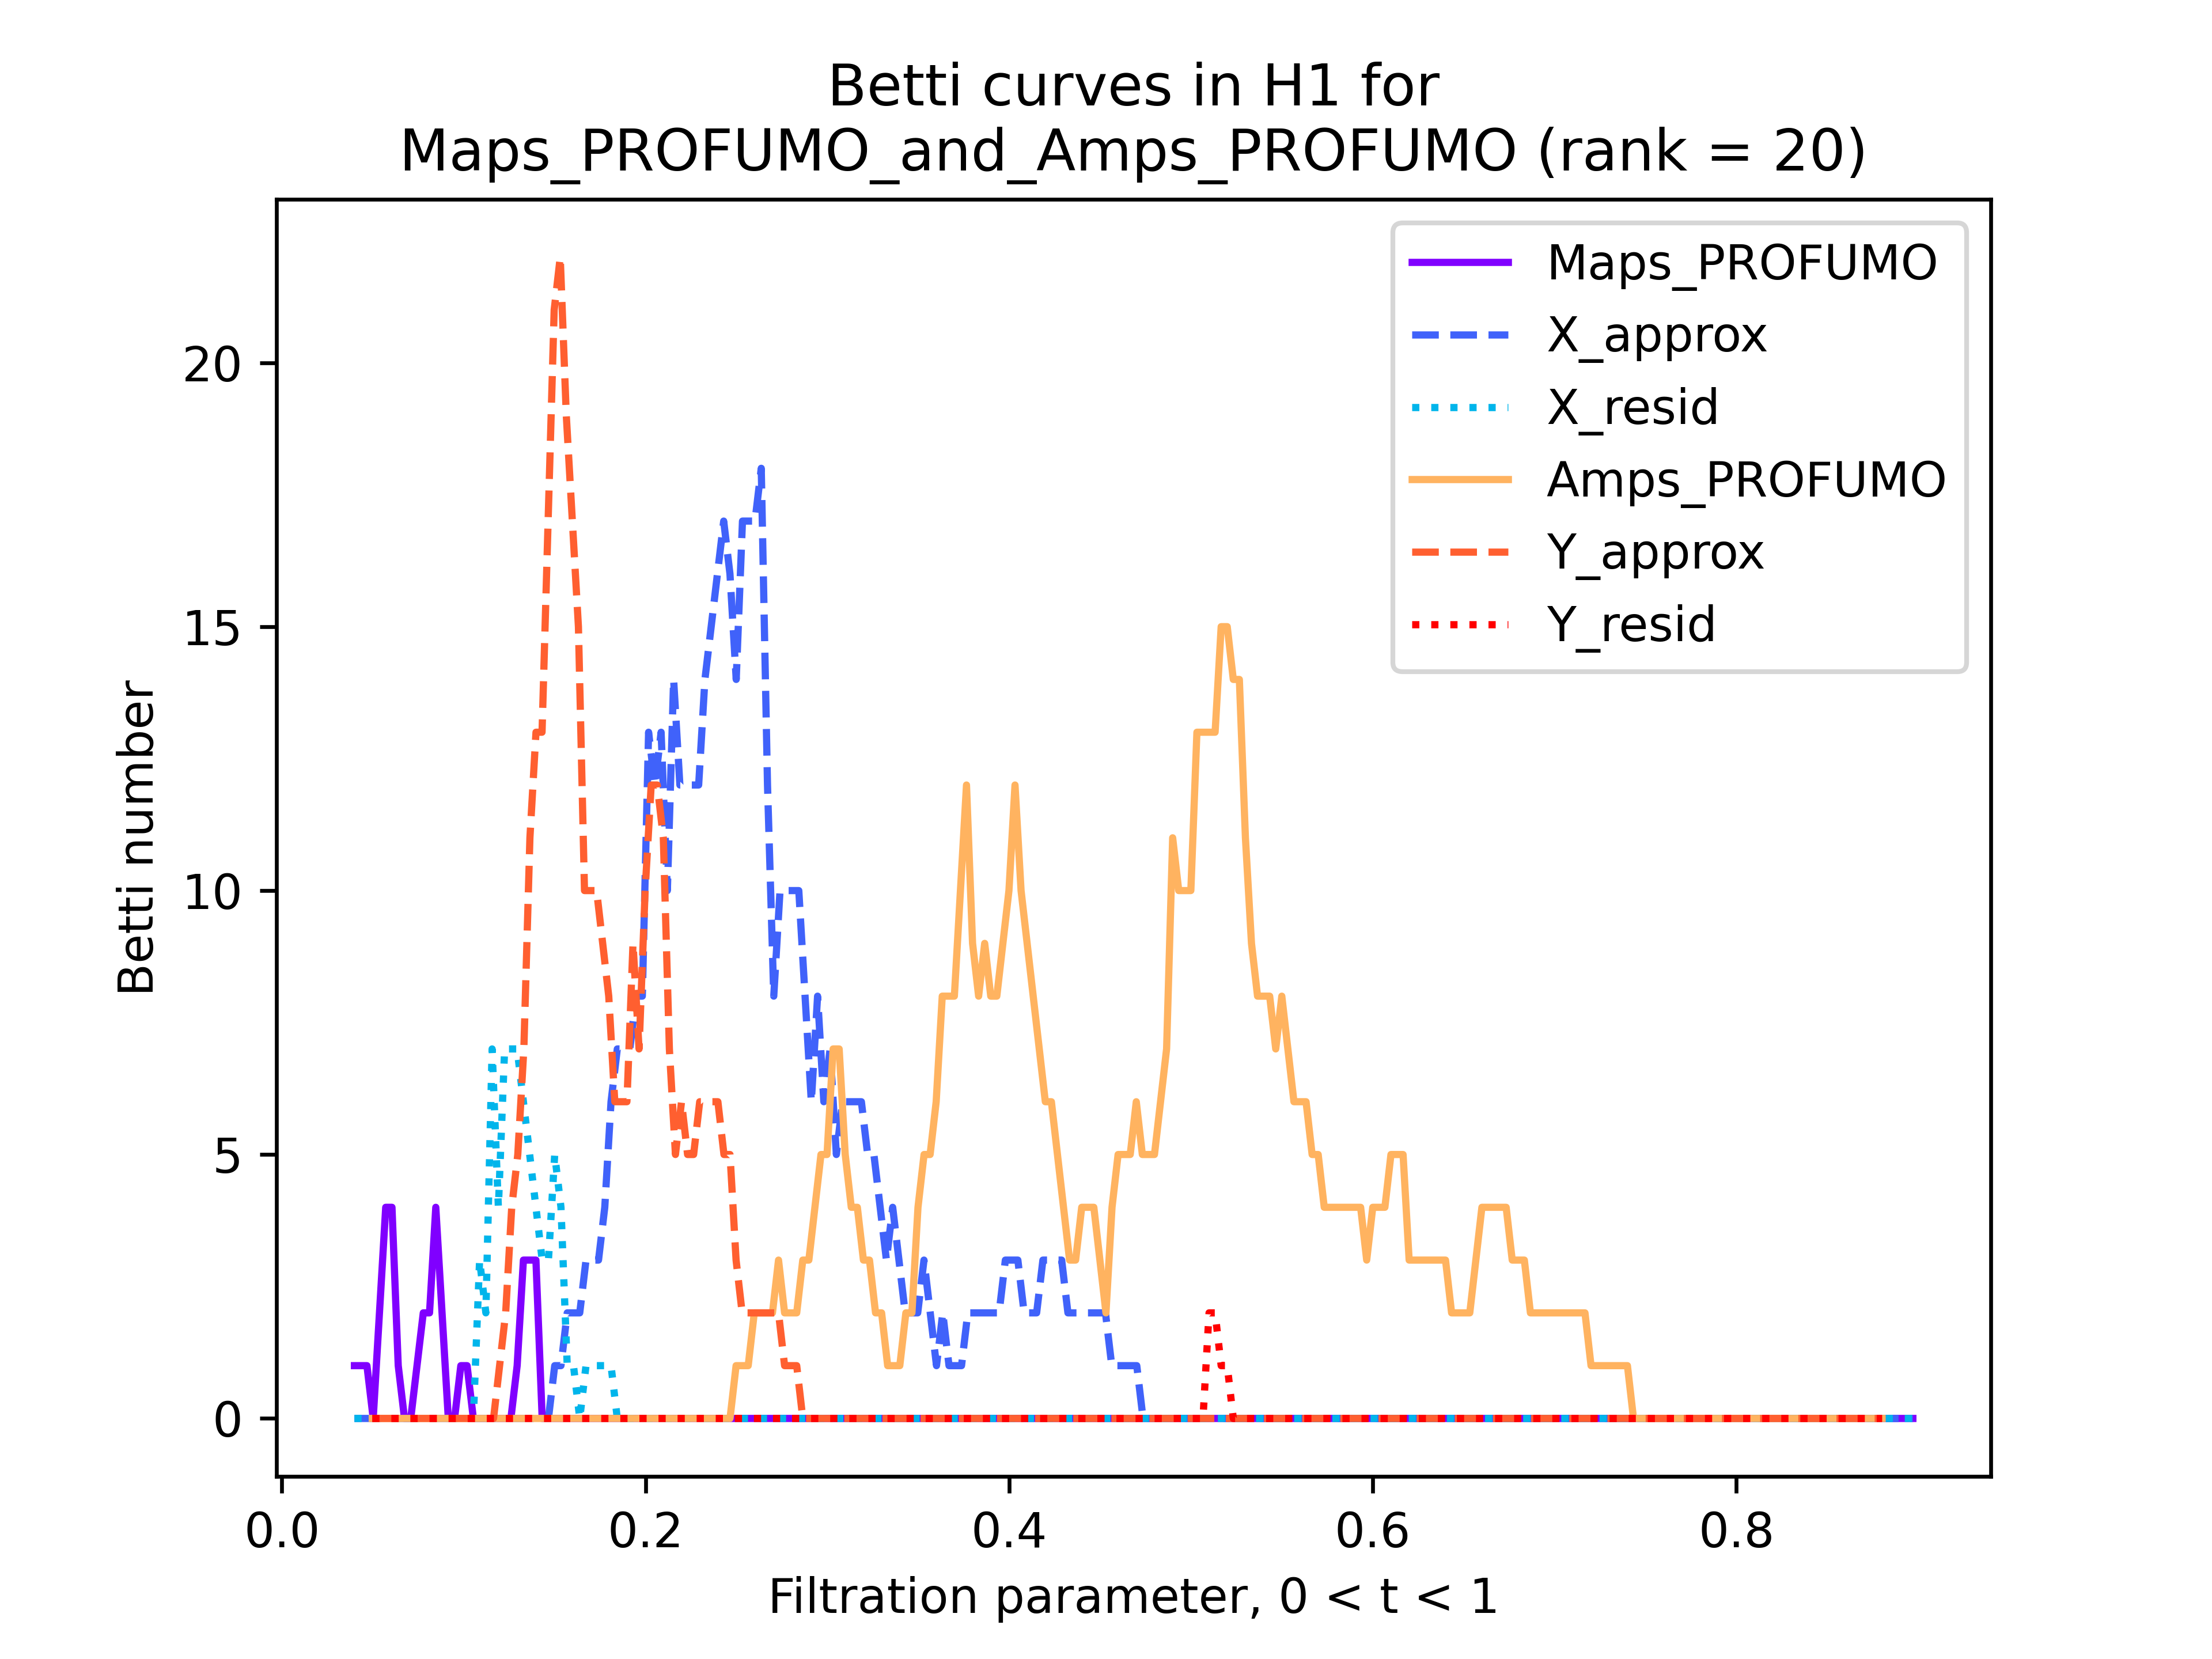 Betti curves in H1 for
Maps_PROFUMO_and_Amps_PROFUMO (rank = 20)
Maps_PROFUMO
X_approx
X_resid
Amps_PROFUMO
Y_approx
Y_resid
Betti number
20
15
10
5
0
0.0 0.2 0.4 0.6 0.8
Filtration parameter, 0 < t < 1